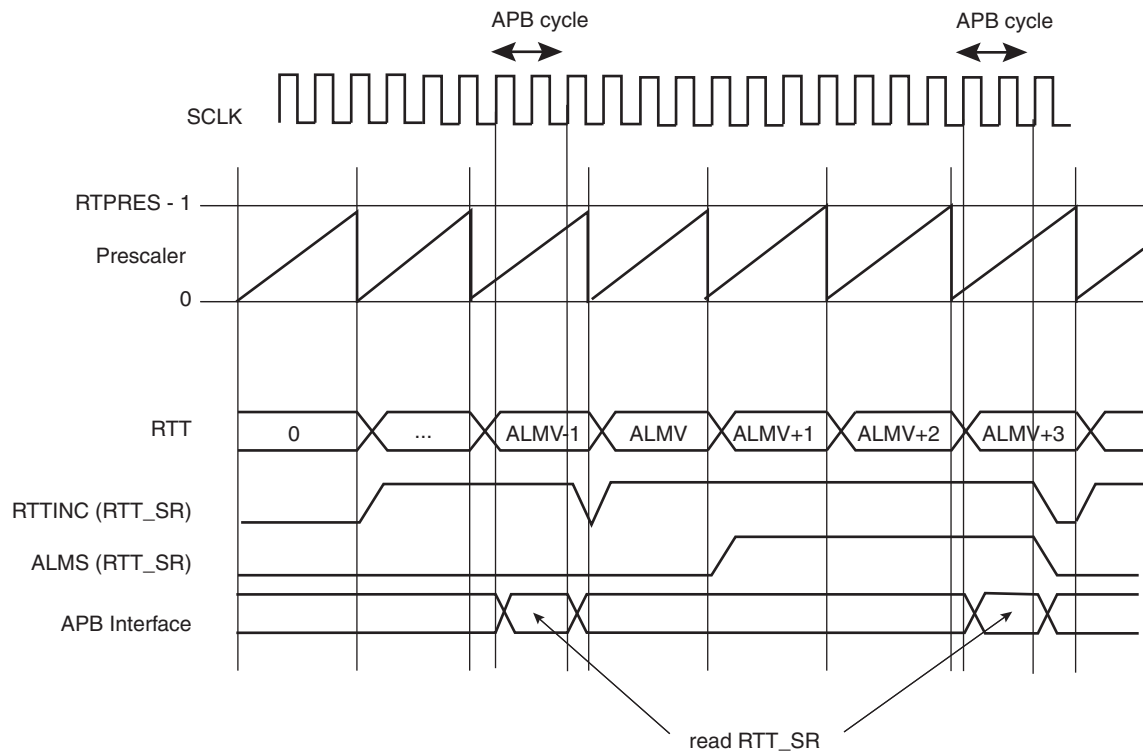 APB cycle
APB cycle
SCLK
RTPRES - 1
Prescaler
0
RTT
0
...
ALMV-1
ALMV
ALMV+1
ALMV+2
ALMV+3
RTTINC (RTT_SR)
ALMS (RTT_SR)
APB Interface
read RTT_SR